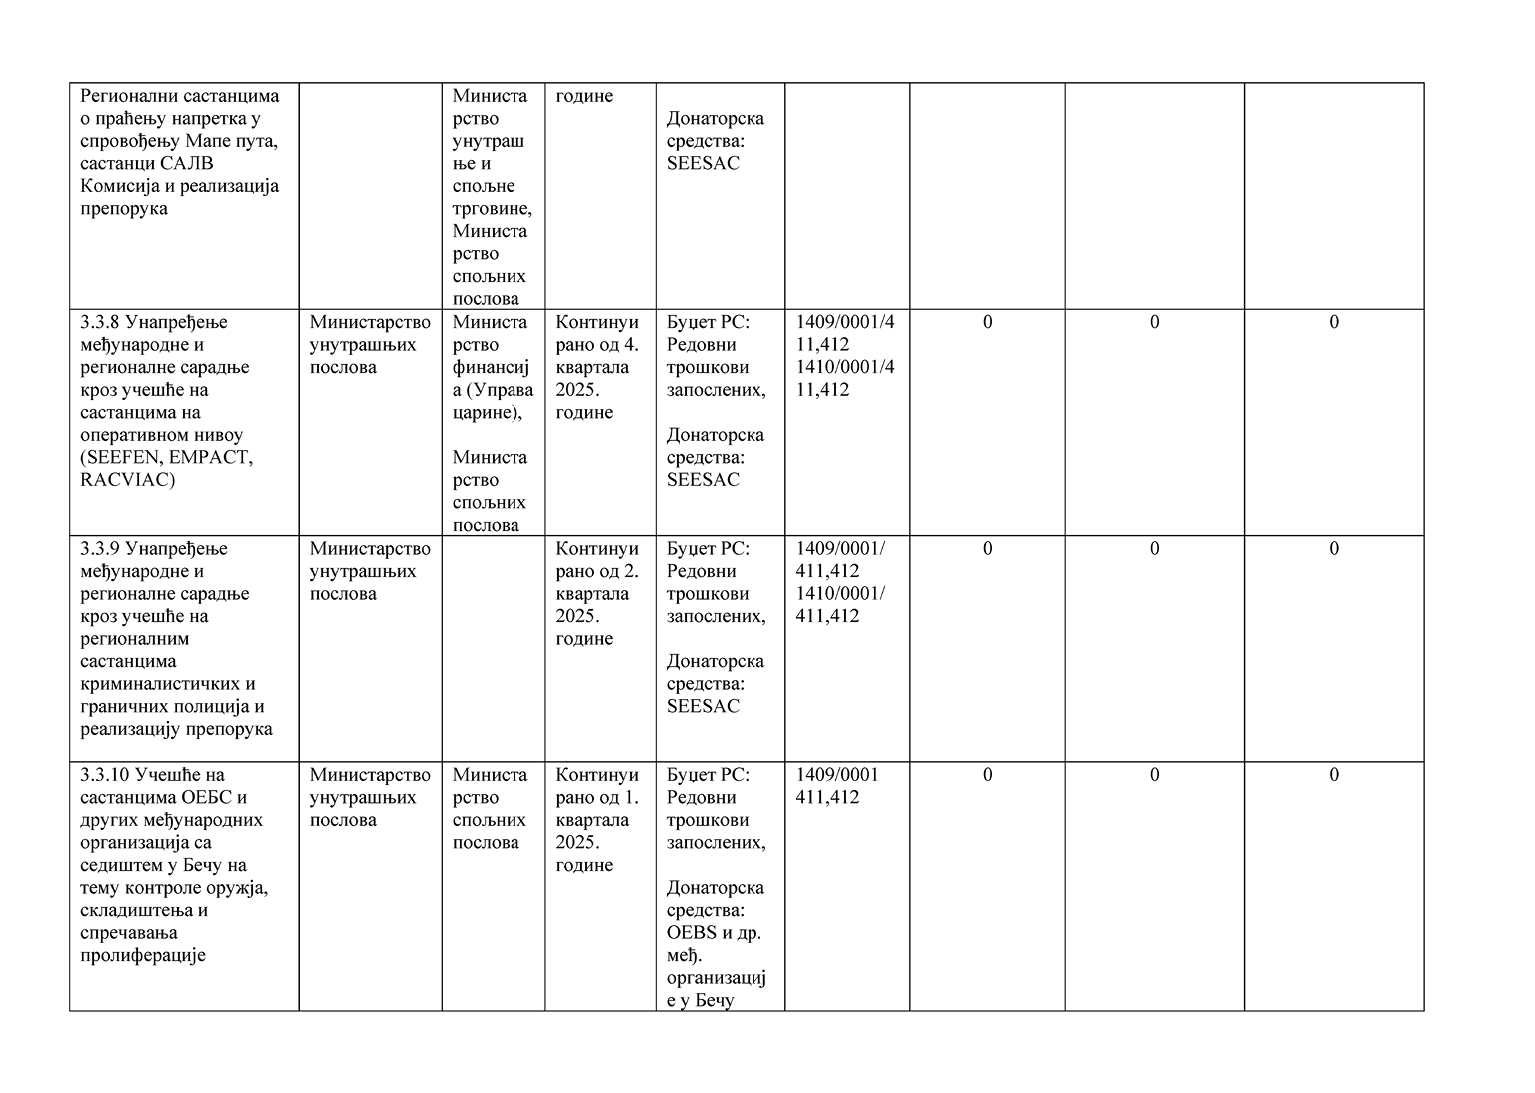 Регионални састанцима
о праћењу напретка у
спровођењу Мапе пута,
састанци САЛВ
Комисија и реализација
препорука
Министа
рство
унутраш
ње и
спољне
трговине,
Министа
рство
спољних
послова
године
Донаторска
средства:
SEESAC
3.3.8 Унапређење
међународне и
регионалне сарадње
кроз учешће на
састанцима на
оперативном нивоу
(SEEFEN, EMPACT,
RACVIAC)
Министарство
унутрашњих
послова
Министа
рство
финансиј
а (Управа
царине),
Министа
рство
спољних
послова
Континуи
рано од 4.
квартала
2025.
године
Буџет РС:
Редовни
трошкови
запослених,
Донаторска
средства:
SEESAC
1409/0001/4
11,412
1410/0001/4
11,412
0
0
0
3.3.9 Унапређење
међународне и
регионалне сарадње
кроз учешће на
регионалним
састанцима
криминалистичких и
граничних полиција и
реализацију препорука
Министарство
унутрашњих
послова
Континуи
рано од 2.
квартала
2025.
године
Буџет РС:
Редовни
трошкови
запослених,
Донаторска
средства:
SEESAC
1409/0001/
411,412
1410/0001/
411,412
0
0
0
3.3.10 Учешће на
састанцима ОЕБС и
других међународних
организација са
седиштем у Бечу на
тему контроле оружја,
складиштења и
спречавања
пролиферације
Министарство
унутрашњих
послова
Министа
рство
спољних
послова
Континуи
рано од 1.
квартала
2025.
године
Буџет РС:
Редовни
трошкови
запослених,
Донаторска
средства:
OEBS и др.
међ.
организациј
е у Бечу
1409/0001
411,412
0
0
0